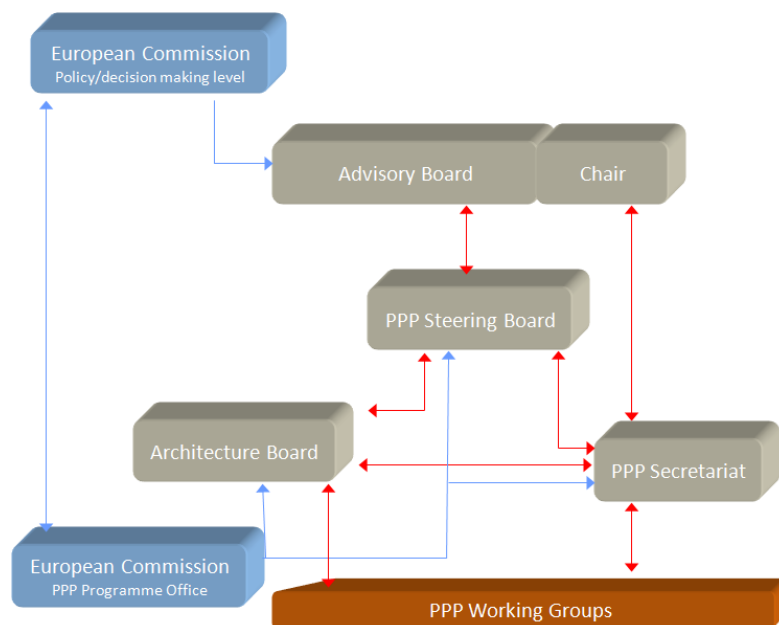 European Commission
Policy/decision making level
Advisory Board
Chair
PPP Steering Board
Architecture Board
PPP Secretariat
European Commission
PPP Programme Office
PPP Working Groups